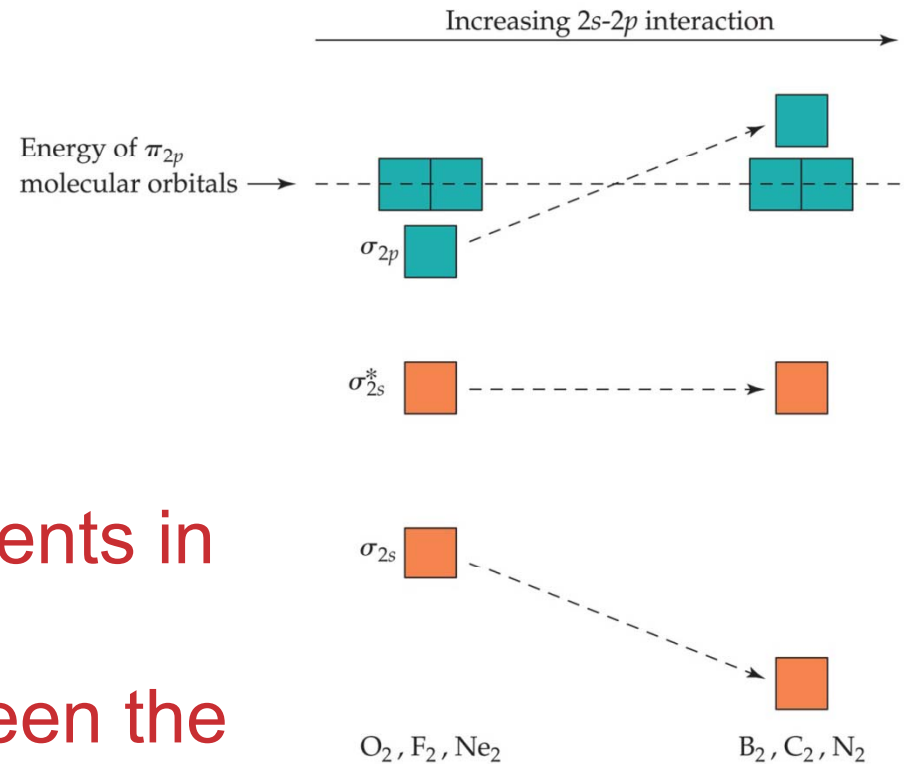 Increasing 2s-2p interaction
Energy of π₂ₚ
molecular orbitals
σ₂ₚ
σ*₂ₛ
σ₂ₛ
ents in
een the
O₂, F₂, Ne₂
B₂, C₂, N₂